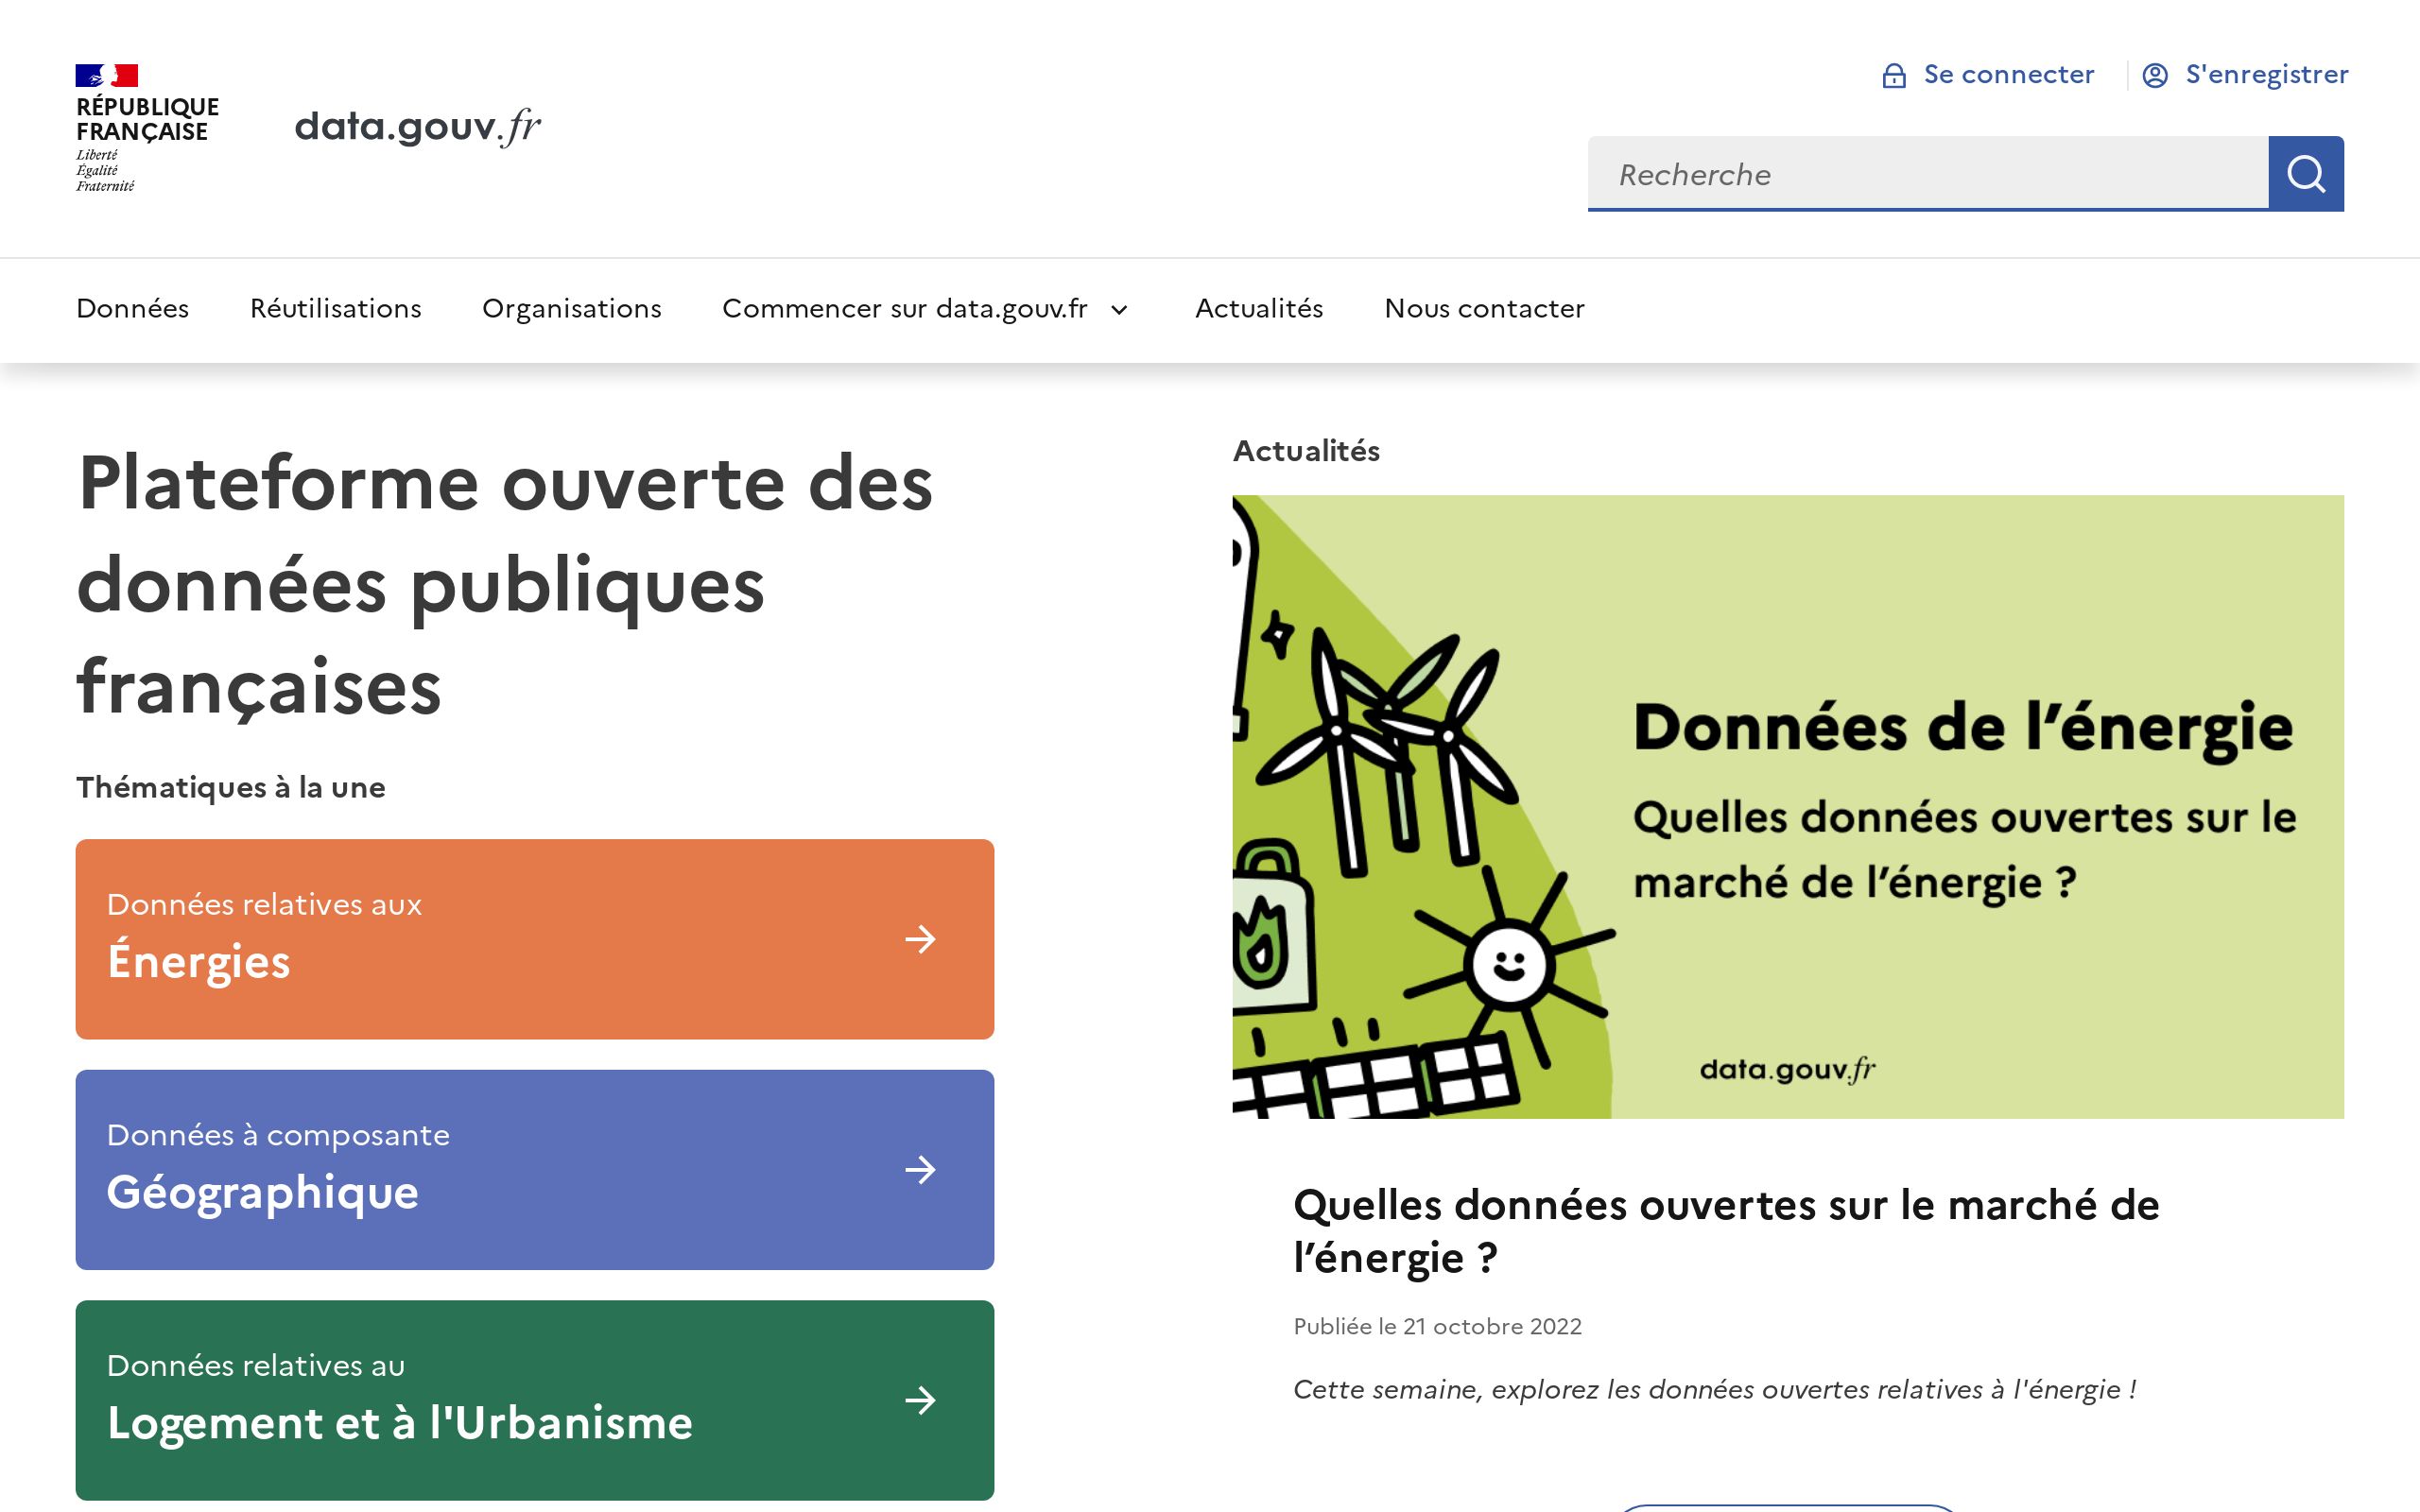 RÉPUBLIQUE
FRANÇAISE
Liberté
Égalité
Fraternité
data.gouv.fr
Se connecter
S'enregistrer
Recherche
Données
Réutilisations
Organisations
Commencer sur data.gouv.fr
Actualités
Nous contacter
Plateforme ouverte des
données publiques
françaises
Thématiques à la une
Données relatives aux
Énergies
Données à composante
Géographique
Données relatives au
Logement et à l'Urbanisme
Actualités
Données de l’énergie
Quelles données ouvertes sur le
marché de l’énergie ?
data.gouv.fr
Quelles données ouvertes sur le marché de
l’énergie ?
Publiée le 21 octobre 2022
Cette semaine, explorez les données ouvertes relatives à l'énergie !